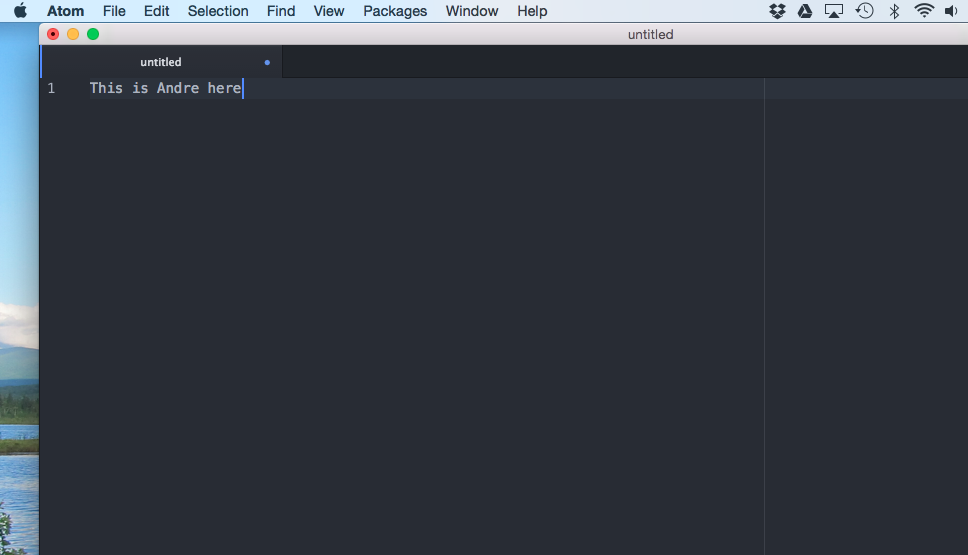 Atom File Edit Selection Find View Packages Window Help
untitled
untitled
1 This is Andre here